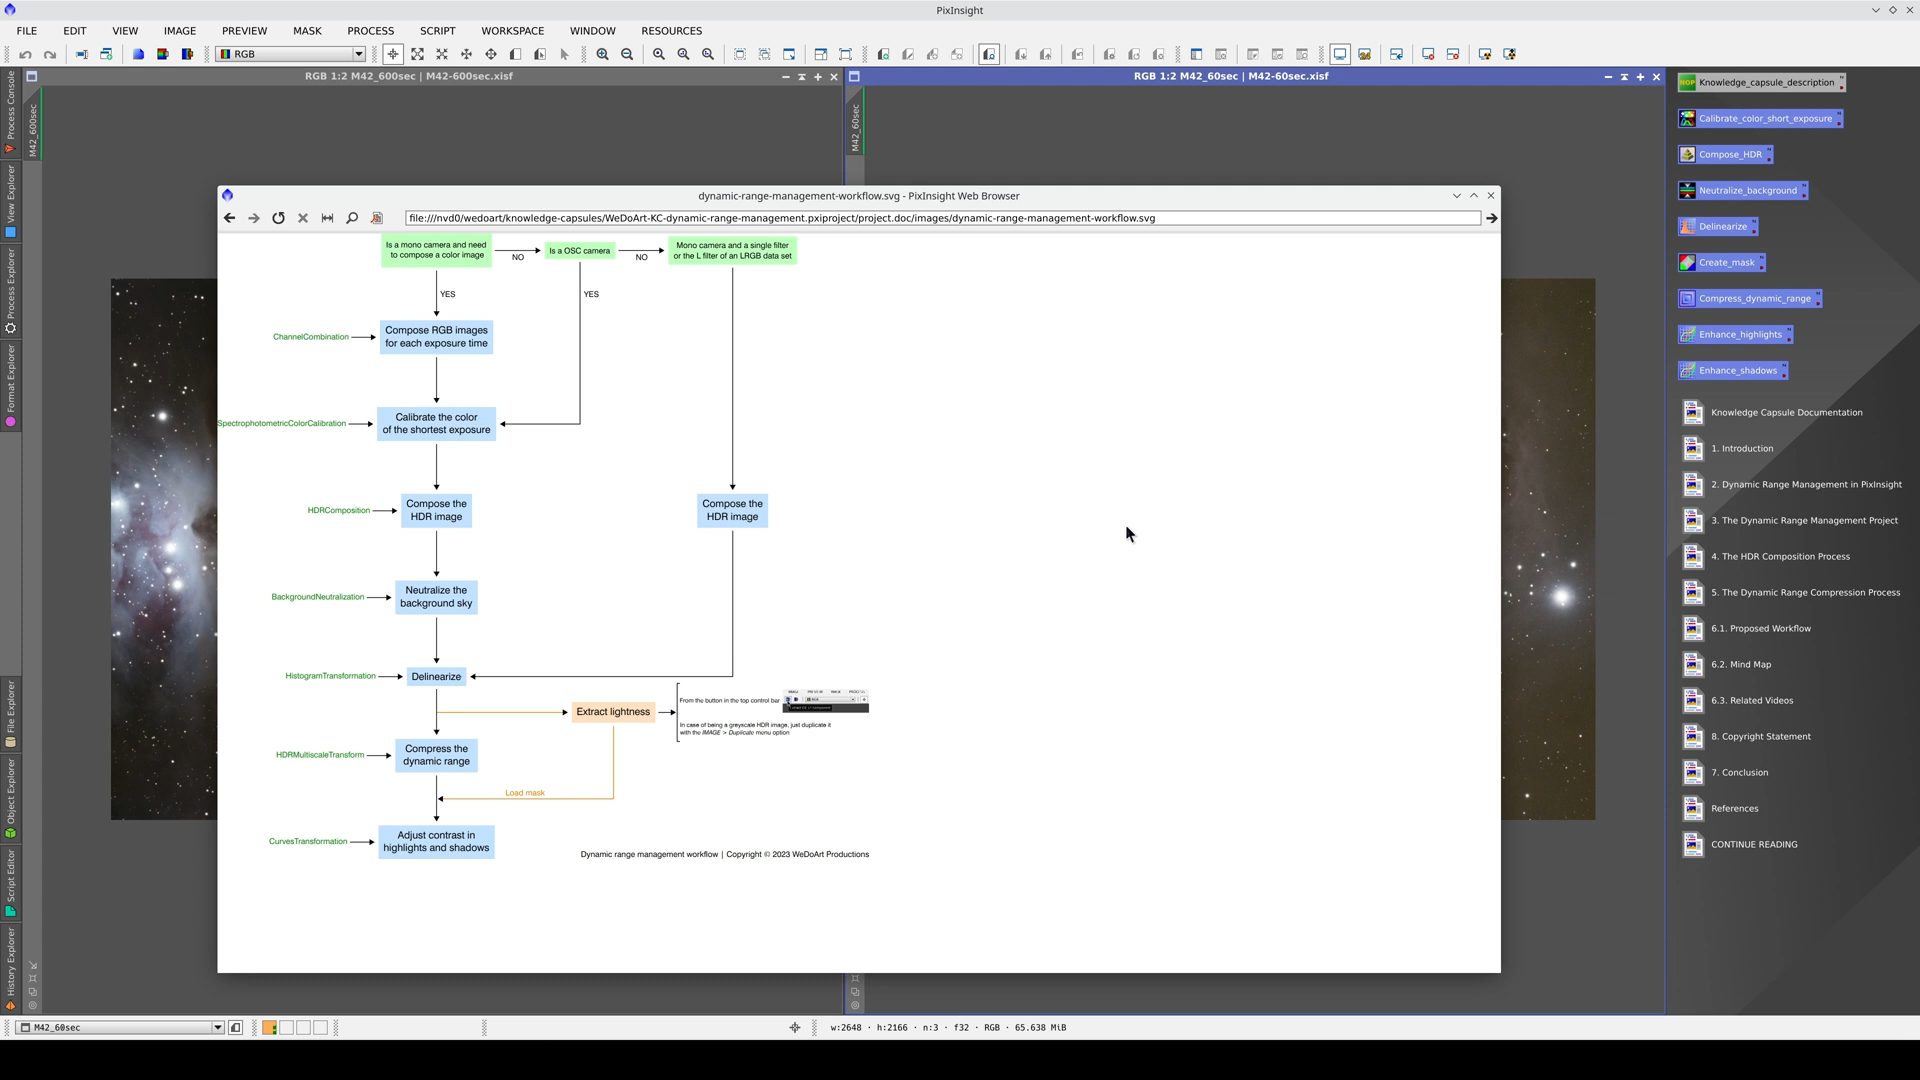 PixInsight
FILE EDIT VIEW IMAGE PREVIEW MASK PROCESS SCRIPT WORKSPACE WINDOW RESOURCES
RGB
RGB 1:2 M42_600sec | M42-600sec.xisf
RGB 1:2 M42_60sec | M42-60sec.xisf
Process Console
View Explorer
Process Explorer
Format Explorer
File Explorer
Object Explorer
Script Editor
History Explorer
M42_600sec
M42_60sec
dynamic-range-management-workflow.svg - PixInsight Web Browser
file:///nvd0/wedoart/knowledge-capsules/WeDoArt-KC-dynamic-range-management.pxiproject/project.doc/images/dynamic-range-management-workflow.svg
Is a mono camera and need
to compose a color image
NO
Is a OSC camera
NO
Mono camera and a single filter
or the L filter of an LRGB data set
YES
YES
ChannelCombination
Compose RGB images
for each exposure time
SpectrophotometricColorCalibration
Calibrate the color
of the shortest exposure
HDRComposition
Compose the
HDR image
Compose the
HDR image
BackgroundNeutralization
Neutralize the
background sky
HistogramTransformation
Delinearize
Extract lightness
From the button in the top control bar
In case of being a greyscale HDR image, just duplicate it
with the IMAGE > Duplicate menu option
HDRMultiscaleTransform
Compress the
dynamic range
Load mask
CurvesTransformation
Adjust contrast in
highlights and shadows
Dynamic range management workflow | Copyright © 2023 WeDoArt Productions
Knowledge_capsule_description
Calibrate_color_short_exposure
Compose_HDR
Neutralize_background
Delinearize
Create_mask
Compress_dynamic_range
Enhance_highlights
Enhance_shadows
Knowledge Capsule Documentation
1. Introduction
2. Dynamic Range Management in PixInsight
3. The Dynamic Range Management Project
4. The HDR Composition Process
5. The Dynamic Range Compression Process
6.1. Proposed Workflow
6.2. Mind Map
6.3. Related Videos
8. Copyright Statement
7. Conclusion
References
CONTINUE READING
M42_60sec
w:2648 · h:2166 · n:3 · f32 · RGB · 65.638 MiB